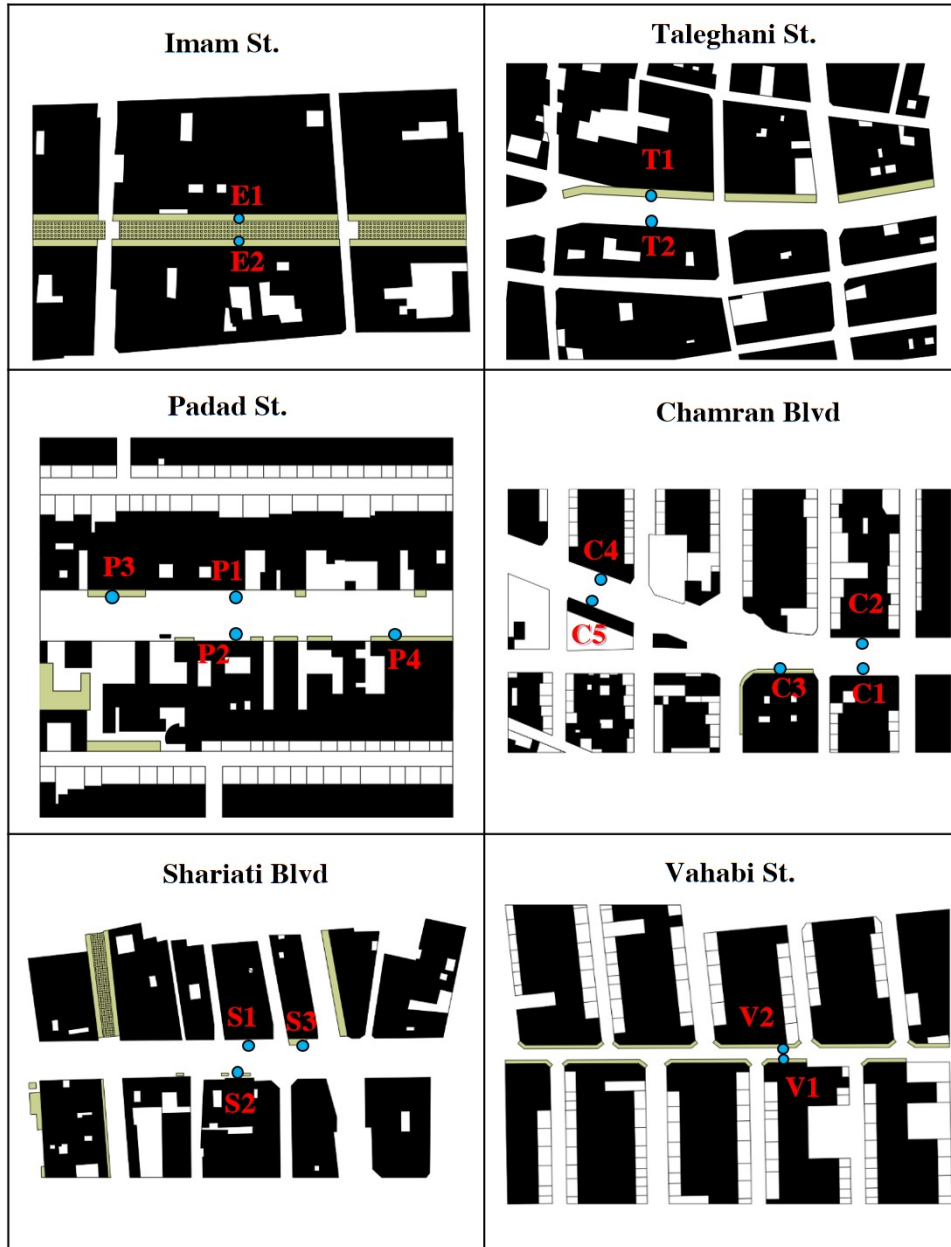 Imam St.
E1
E2
Taleghani St.
T1
T2
Padad St.
P3
P1
P2
P4
Chamran Blvd
C4
C2
C5
C3
C1
Shariati Blvd
S1
S3
S2
Vahabi St.
V2
V1